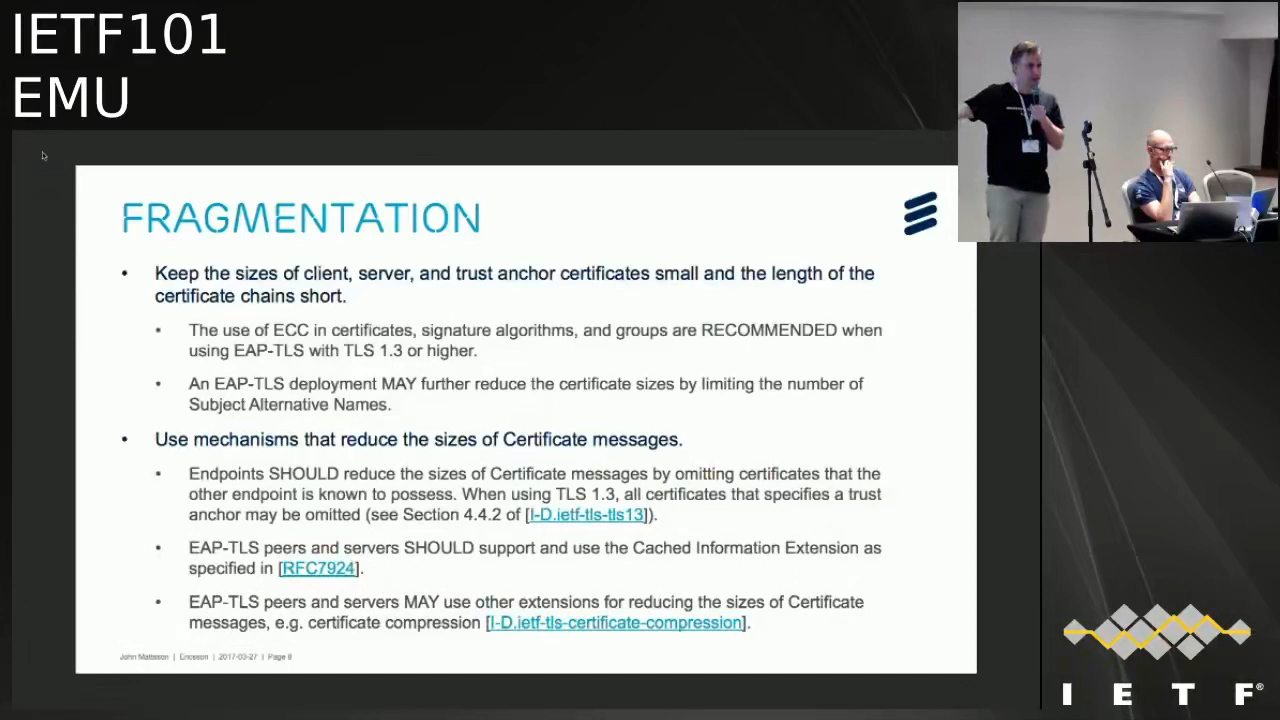 IETF101
EMU
FRAGMENTATION
• Keep the sizes of client, server, and trust anchor certificates small and the length of the
certificate chains short.
• The use of ECC in certificates, signature algorithms, and groups are RECOMMENDED when
using EAP-TLS with TLS 1.3 or higher.
• An EAP-TLS deployment MAY further reduce the certificate sizes by limiting the number of
Subject Alternative Names.
• Use mechanisms that reduce the sizes of Certificate messages.
• Endpoints SHOULD reduce the sizes of Certificate messages by omitting certificates that the
other endpoint is known to possess. When using TLS 1.3, all certificates that specifies a trust
anchor may be omitted (see Section 4.4.2 of [I-D.ietf-tls-tls13]).
• EAP-TLS peers and servers SHOULD support and use the Cached Information Extension as
specified in [RFC7924].
• EAP-TLS peers and servers MAY use other extensions for reducing the sizes of Certificate
messages, e.g. certificate compression [I-D.ietf-tls-certificate-compression].
John Mattsson | Ericsson | 2017-03-27 | Page 8
I E T F®